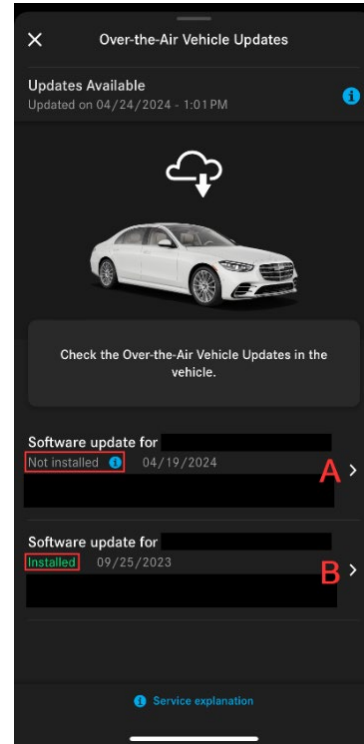 Over-the-Air Vehicle Updates
Updates Available
Updated on 04/24/2024 - 1:01 PM
Check the Over-the-Air Vehicle Updates in the
vehicle.
Software update for
Not installed 04/19/2024
A
Software update for
Installed 09/25/2023
B
Service explanation